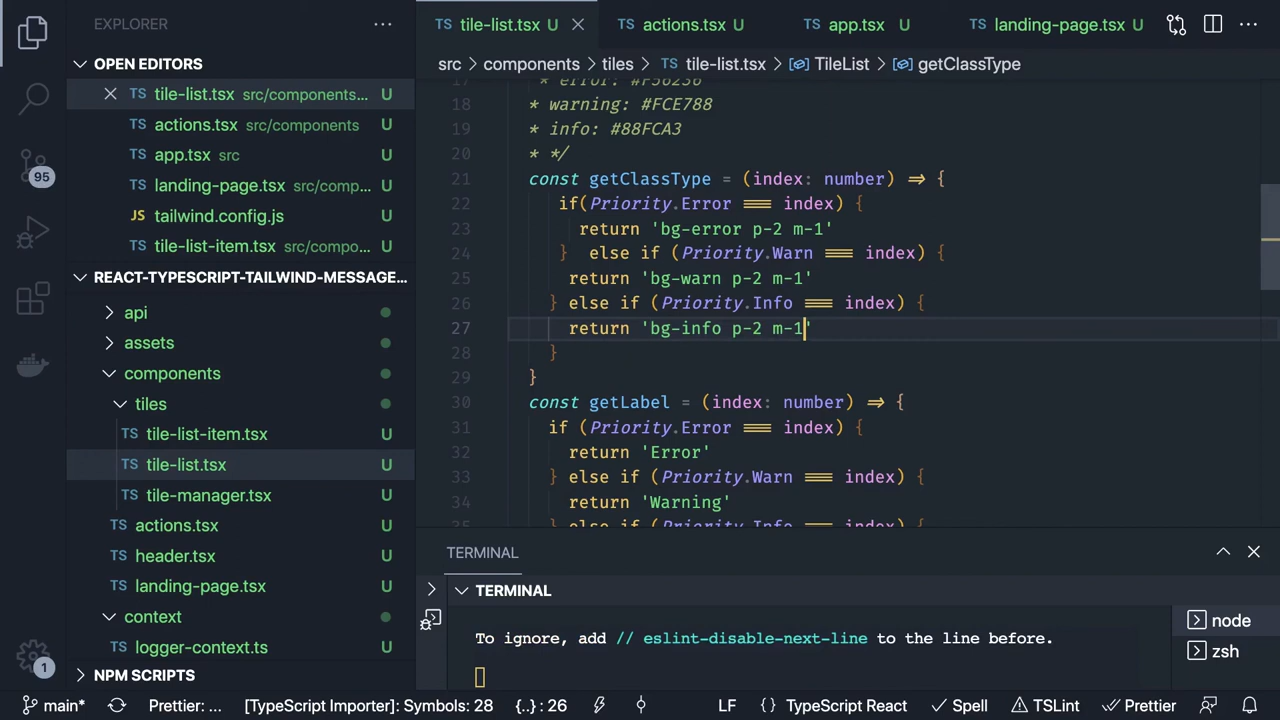 EXPLORER
OPEN EDITORS
tile-list.tsx src/components... U
TS actions.tsx src/components U
TS app.tsx src U
TS landing-page.tsx src/comp... U
JS tailwind.config.js U
TS tile-list-item.tsx src/compo... U
REACT-TYPESCRIPT-TAILWIND-MESSAGE...
api
assets
components
tiles
TS tile-list-item.tsx U
TS tile-list.tsx U
TS tile-manager.tsx U
TS actions.tsx U
TS header.tsx U
TS landing-page.tsx U
context
TS logger-context.ts U
NPM SCRIPTS
95
1
TS tile-list.tsx U
TS actions.tsx U
TS app.tsx U
TS landing-page.tsx U
src > components > tiles > TS tile-list.tsx > TileList > getClassType
17 * error: #F56236
18 * warning: #FCE788
19 * info: #88FCA3
20 * */
21 const getClassType = (index: number) => {
22 if(Priority.Error === index) {
23 return 'bg-error p-2 m-1'
24 } else if (Priority.Warn === index) {
25 return 'bg-warn p-2 m-1'
26 } else if (Priority.Info === index) {
27 return 'bg-info p-2 m-1'
28 }
29 }
30 const getLabel = (index: number) => {
31 if (Priority.Error === index) {
32 return 'Error'
33 } else if (Priority.Warn === index) {
34 return 'Warning'
35 } else if (Priority.Info === index) {
TERMINAL
TERMINAL
To ignore, add // eslint-disable-next-line to the line before.
node
zsh
main* Prettier: ... [TypeScript Importer]: Symbols: 28 {..} : 26 LF {} TypeScript React Spell TSLint Prettier